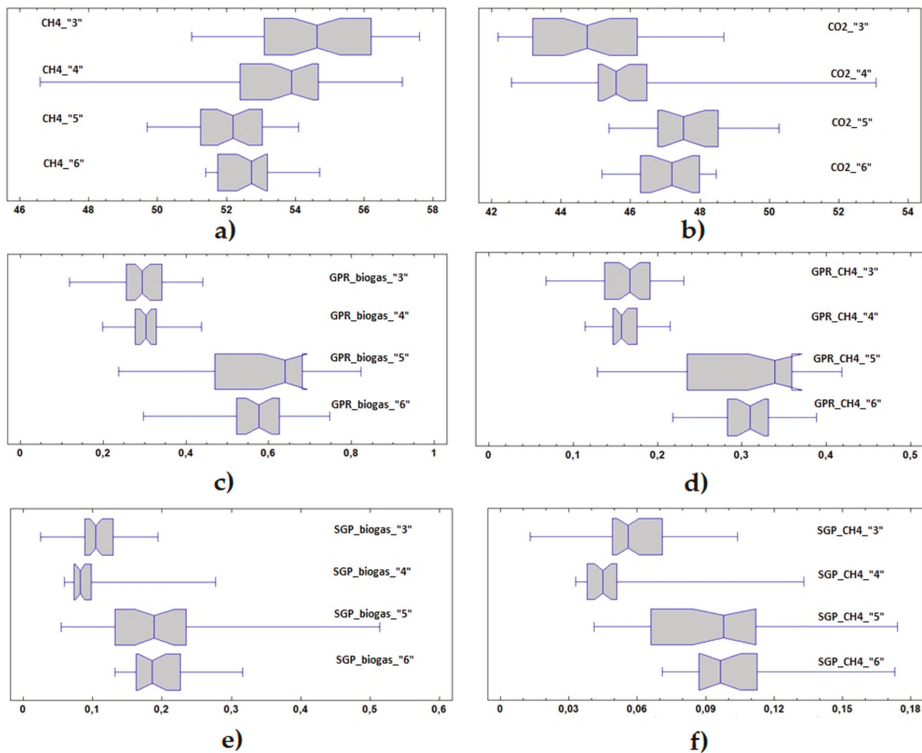 CH4_"3"
CH4_"4"
CH4_"5"
CH4_"6"
46 48 50 52 54 56 58
a)
CO2_"3"
CO2_"4"
CO2_"5"
CO2_"6"
42 44 46 48 50 52 54
b)
GPR_biogas_"3"
GPR_biogas_"4"
GPR_biogas_"5"
GPR_biogas_"6"
0 0,2 0,4 0,6 0,8 1
c)
GPR_CH4_"3"
GPR_CH4_"4"
GPR_CH4_"5"
GPR_CH4_"6"
0 0,1 0,2 0,3 0,4 0,5
d)
SGP_biogas_"3"
SGP_biogas_"4"
SGP_biogas_"5"
SGP_biogas_"6"
0 0,1 0,2 0,3 0,4 0,5 0,6
e)
SGP_CH4_"3"
SGP_CH4_"4"
SGP_CH4_"5"
SGP_CH4_"6"
0 0,03 0,06 0,09 0,12 0,15 0,18
f)